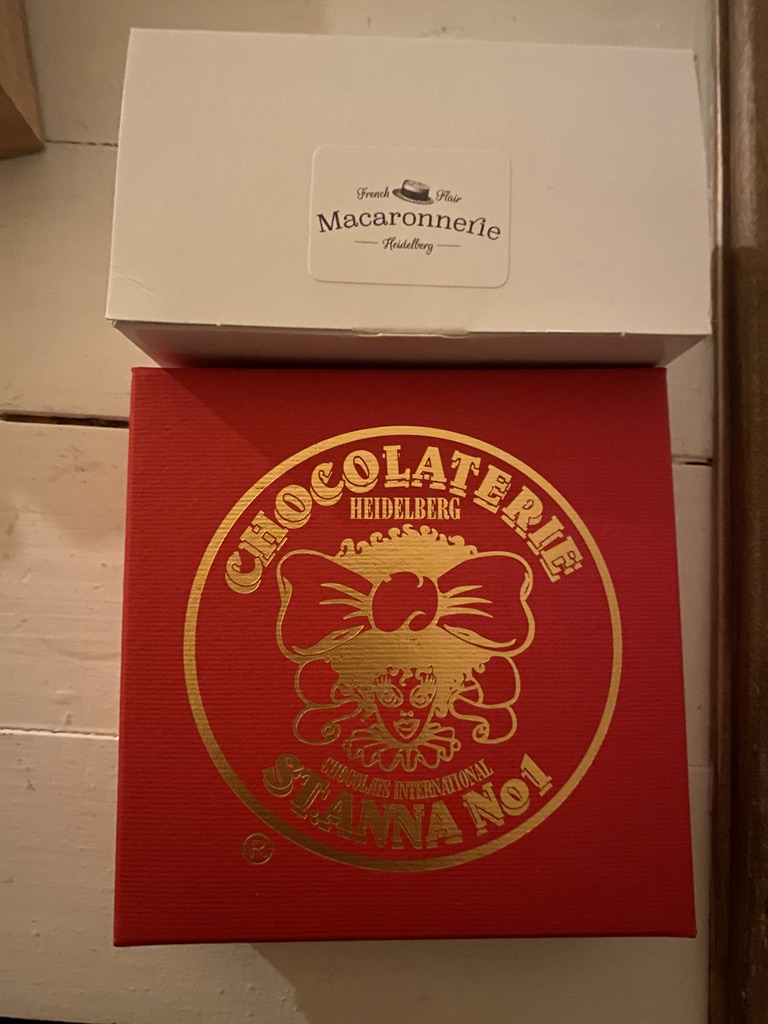 French Flair
Macaronnerie
Heidelberg
CHOCOLATERIE
HEIDELBERG
CHOCOLATS INTERNATIONAL
ST. ANNA No1
®